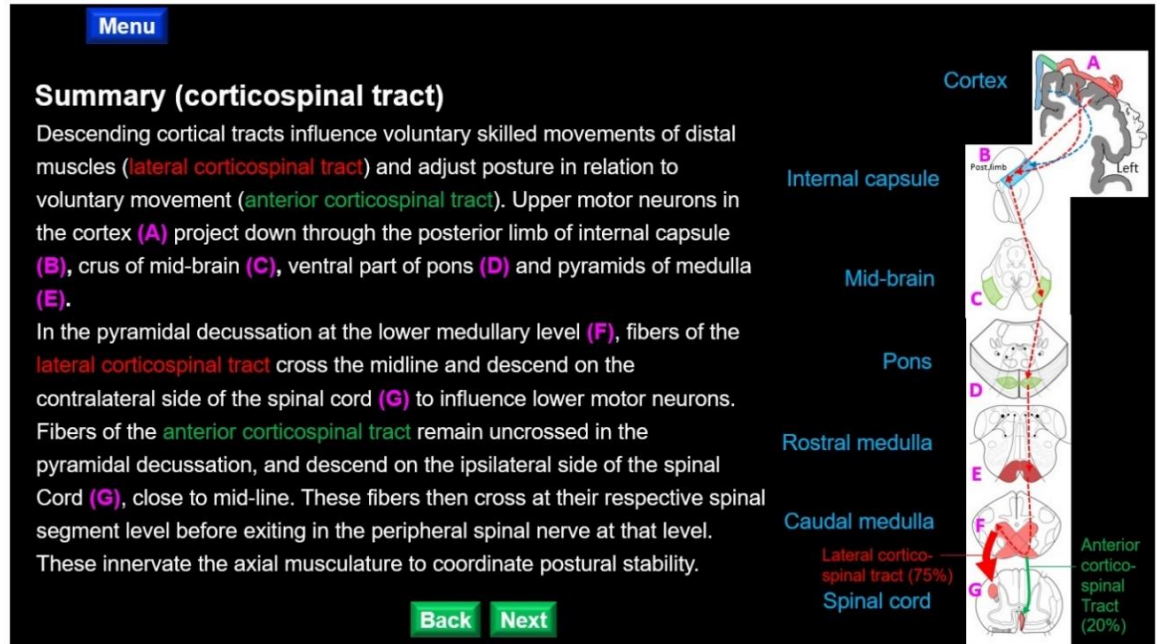 Menu
Summary (corticospinal tract)
Descending cortical tracts influence voluntary skilled movements of distal
muscles (lateral corticospinal tract) and adjust posture in relation to
voluntary movement (anterior corticospinal tract). Upper motor neurons in
the cortex (A) project down through the posterior limb of internal capsule
(B), crus of mid-brain (C), ventral part of pons (D) and pyramids of medulla
(E).
In the pyramidal decussation at the lower medullary level (F), fibers of the
lateral corticospinal tract cross the midline and descend on the
contralateral side of the spinal cord (G) to influence lower motor neurons.
Fibers of the anterior corticospinal tract remain uncrossed in the
pyramidal decussation, and descend on the ipsilateral side of the spinal
Cord (G), close to mid-line. These fibers then cross at their respective spinal
segment level before exiting in the peripheral spinal nerve at that level.
These innervate the axial musculature to coordinate postural stability.
Back
Next
Cortex
A
Left
Internal capsule
B
Post.limb
Mid-brain
C
Pons
D
Rostral medulla
E
Caudal medulla
F
Lateral cortico-
spinal tract (75%)
Spinal cord
G
Anterior
cortico-
spinal
Tract
(20%)